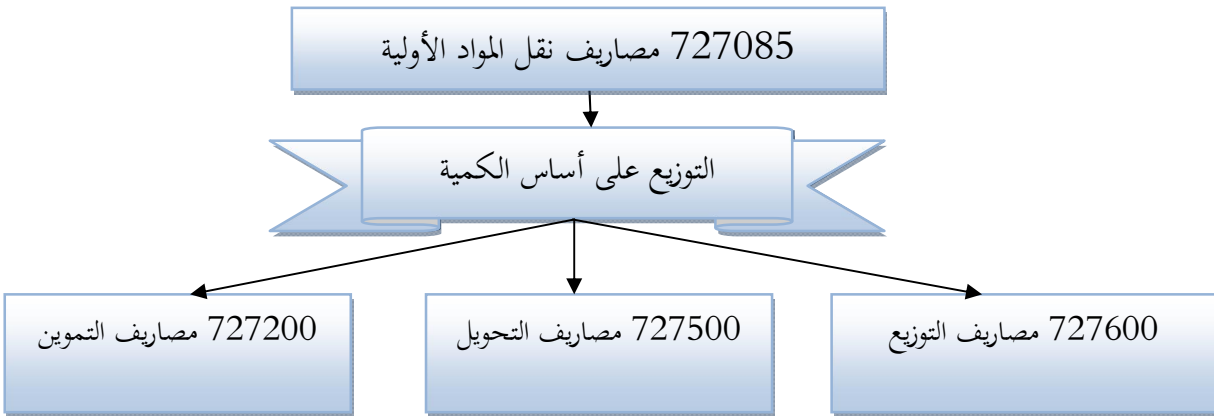 727085 مصاريف نقل المواد الأولية
التوزيع على أساس الكمية
727600 مصاريف التوزيع
727500 مصاريف التحويل
727200 مصاريف التموين